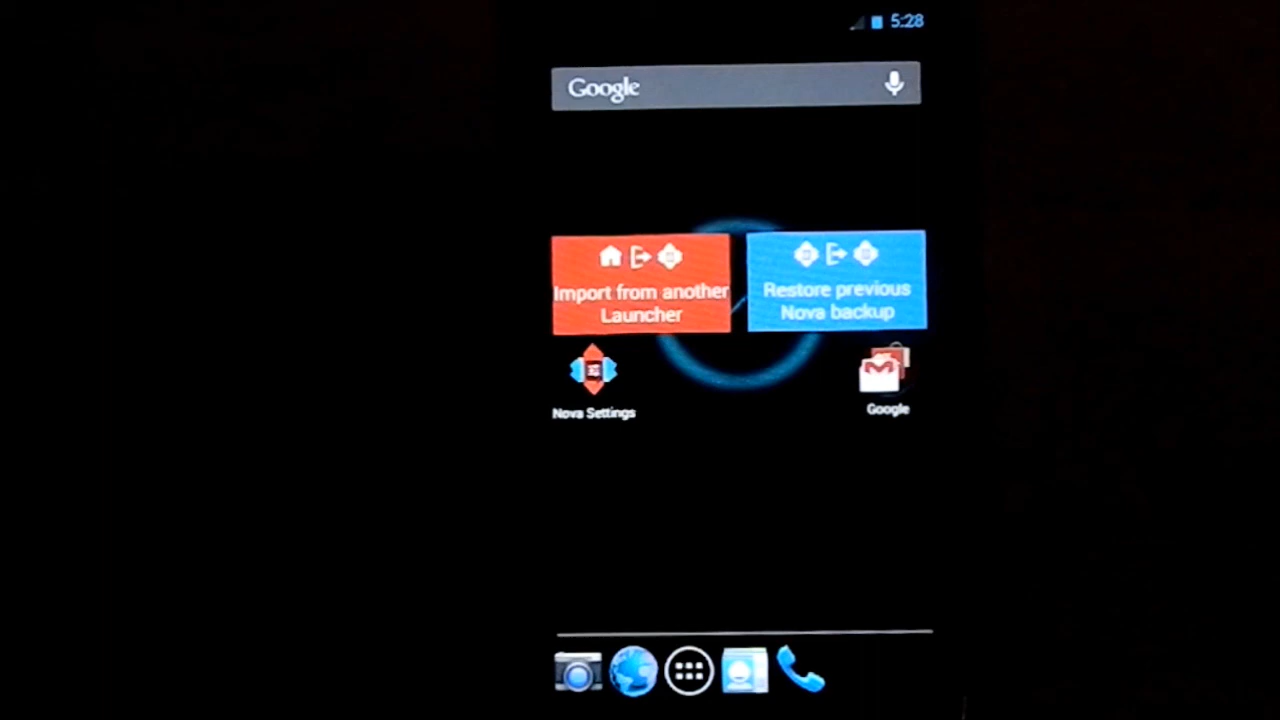 5:28
Google
Import from another
Launcher
Restore previous
Nova backup
Nova Settings
Google